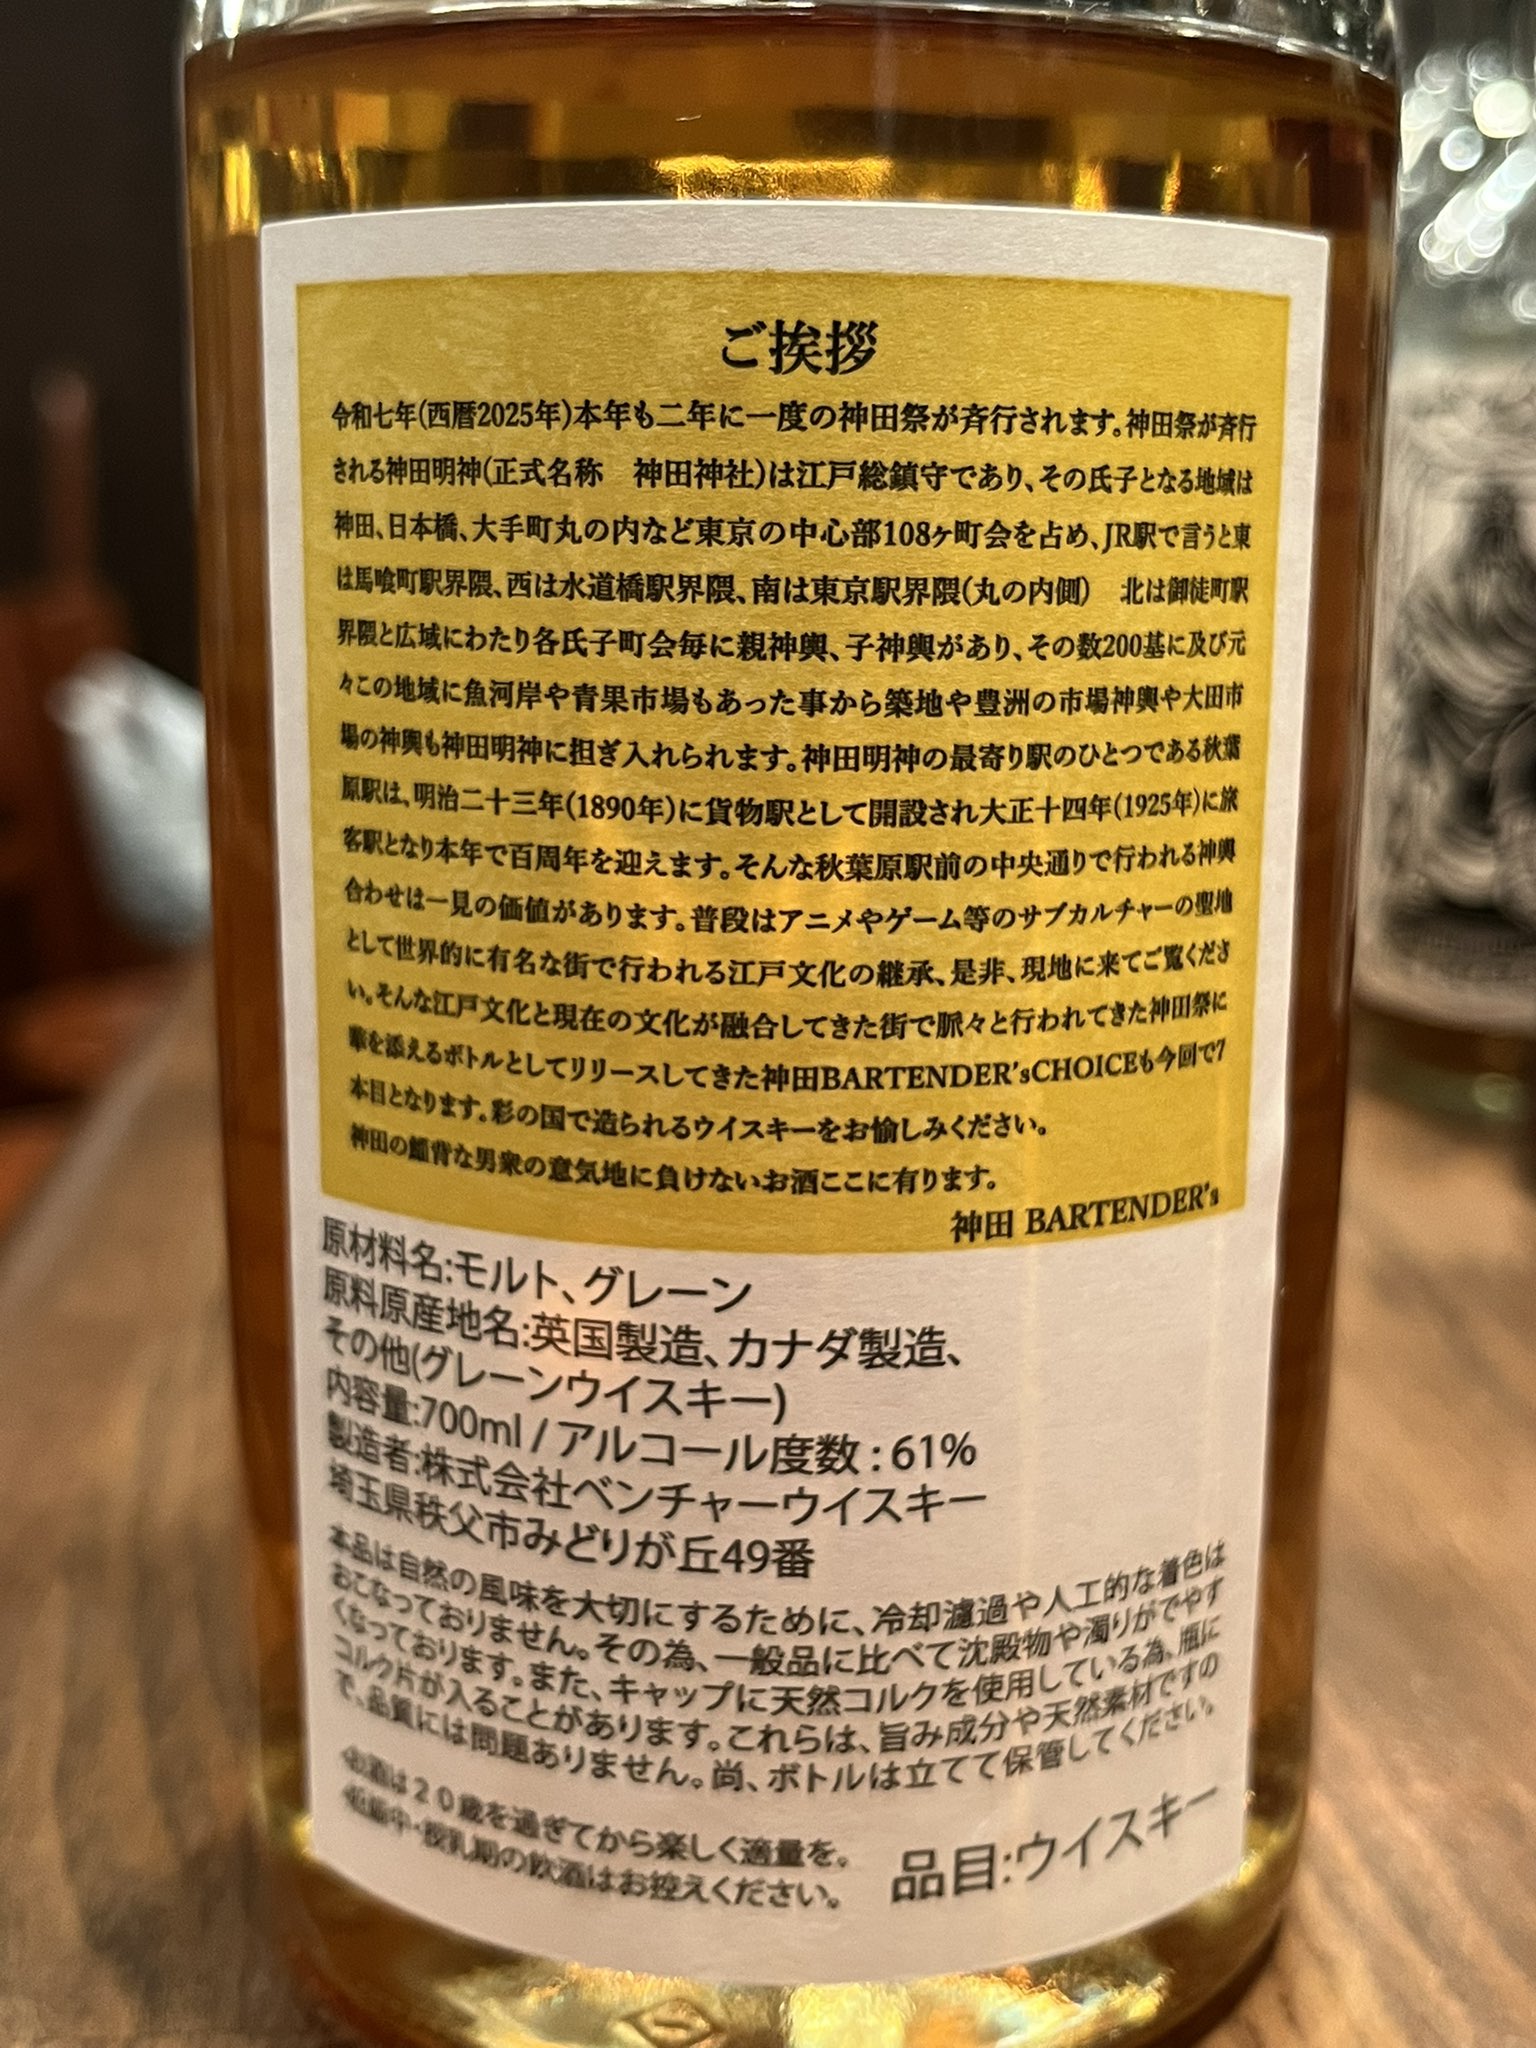 ご挨拶
令和七年(西暦2025年)本年も二年に一度の神田祭が斉行されます。神田祭が斉行
される神田明神(正式名称　神田神社)は江戸総鎮守であり、その氏子となる地域は
神田、日本橋、大手町丸の内など東京の中心部108ヶ町会を占め、JR駅で言うと東
は馬喰町駅界隈、西は水道橋駅界隈、南は東京駅界隈(丸の内側)　北は御徒町駅
界隈と広域にわたり各氏子町会毎に親神輿、子神輿があり、その数200基に及び元
々この地域に魚河岸や青果市場もあった事から築地や豊洲の市場神輿や大田市
場の神輿も神田明神に担ぎ入れられます。神田明神の最寄り駅のひとつである秋葉
原駅は、明治二十三年(1890年)に貨物駅として開設され大正十四年(1925年)に旅
客駅となり本年で百周年を迎えます。そんな秋葉原駅前の中央通りで行われる神輿
合わせは一見の価値があります。普段はアニメやゲーム等のサブカルチャーの聖地
として世界的に有名な街で行われる江戸文化の継承、是非、現地に来てご覧くださ
い。そんな江戸文化と現在の文化が融合してきた街で脈々と行われてきた神田祭に
華を添えるボトルとしてリリースしてきた神田BARTENDER'sCHOICEも今回で7
本目となります。彩の国で造られるウイスキーをお愉しみください。
神田の鯔背な男衆の意気地に負けないお酒ここに有ります。
神田 BARTENDER's
原材料名:モルト、グレーン
原料原産地名:英国製造、カナダ製造、
その他(グレーンウイスキー)
内容量:700ml / アルコール度数 : 61%
製造者:株式会社ベンチャーウイスキー
埼玉県秩父市みどりが丘49番
本品は自然の風味を大切にするために、冷却濾過や人工的な着色は
おこなっておりません。その為、一般品に比べて沈殿物や濁りがでやす
くなっております。また、キャップに天然コルクを使用している為、瓶に
コルク片が入ることがあります。これらは、旨み成分や天然素材ですの
で、品質には問題ありません。尚、ボトルは立てて保管してください。
・お酒は２０歳を過ぎてから楽しく適量を。
・妊娠中・授乳期の飲酒はお控えください。
品目:ウイスキー